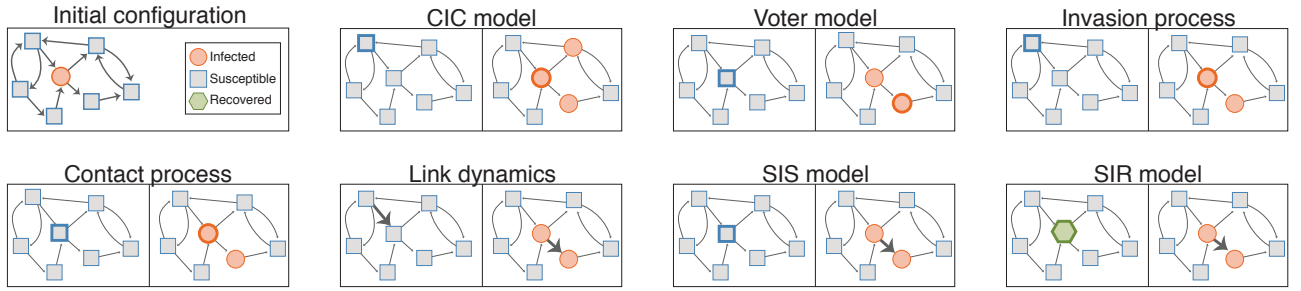 Initial configuration
CIC model
Voter model
Invasion process
Infected
Susceptible
Recovered
Contact process
Link dynamics
SIS model
SIR model